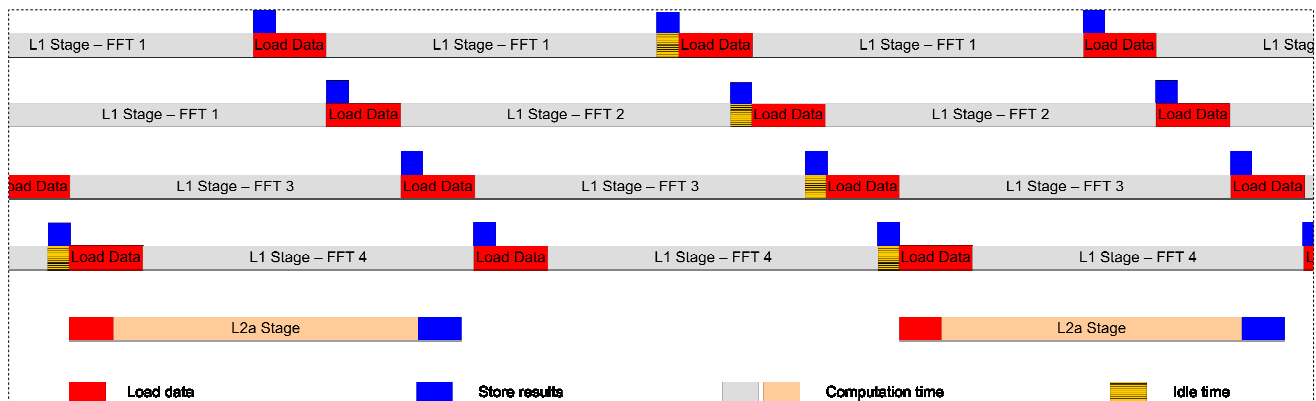 L1 Stage – FFT 1 Load Data L1 Stage – FFT 1 Load Data L1 Stage – FFT 1 Load Data L1 Stag
L1 Stage – FFT 1 Load Data L1 Stage – FFT 2 Load Data L1 Stage – FFT 2 Load Data
oad Data L1 Stage – FFT 3 Load Data L1 Stage – FFT 3 Load Data L1 Stage – FFT 3 Load Data
Load Data L1 Stage – FFT 4 Load Data L1 Stage – FFT 4 Load Data L1 Stage – FFT 4 L
L2a Stage L2a Stage
Load data Store results Computation time Idle time